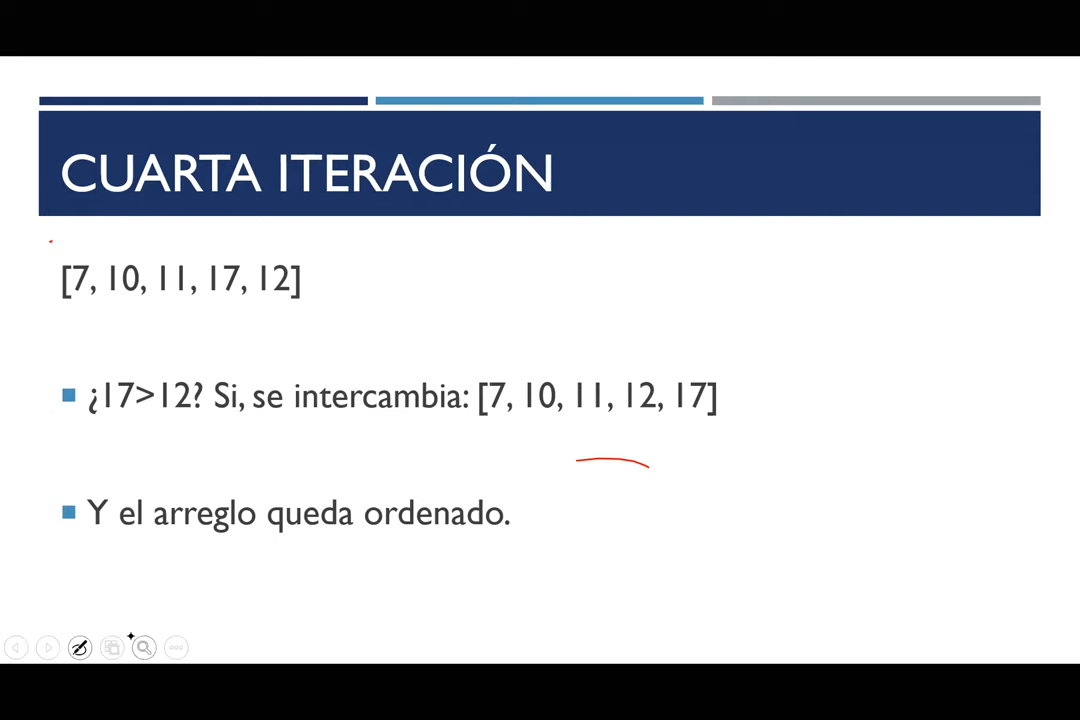 CUARTA ITERACIÓN
[7, 10, 11, 17, 12]
¿17>12? Si, se intercambia: [7, 10, 11, 12, 17]
Y el arreglo queda ordenado.